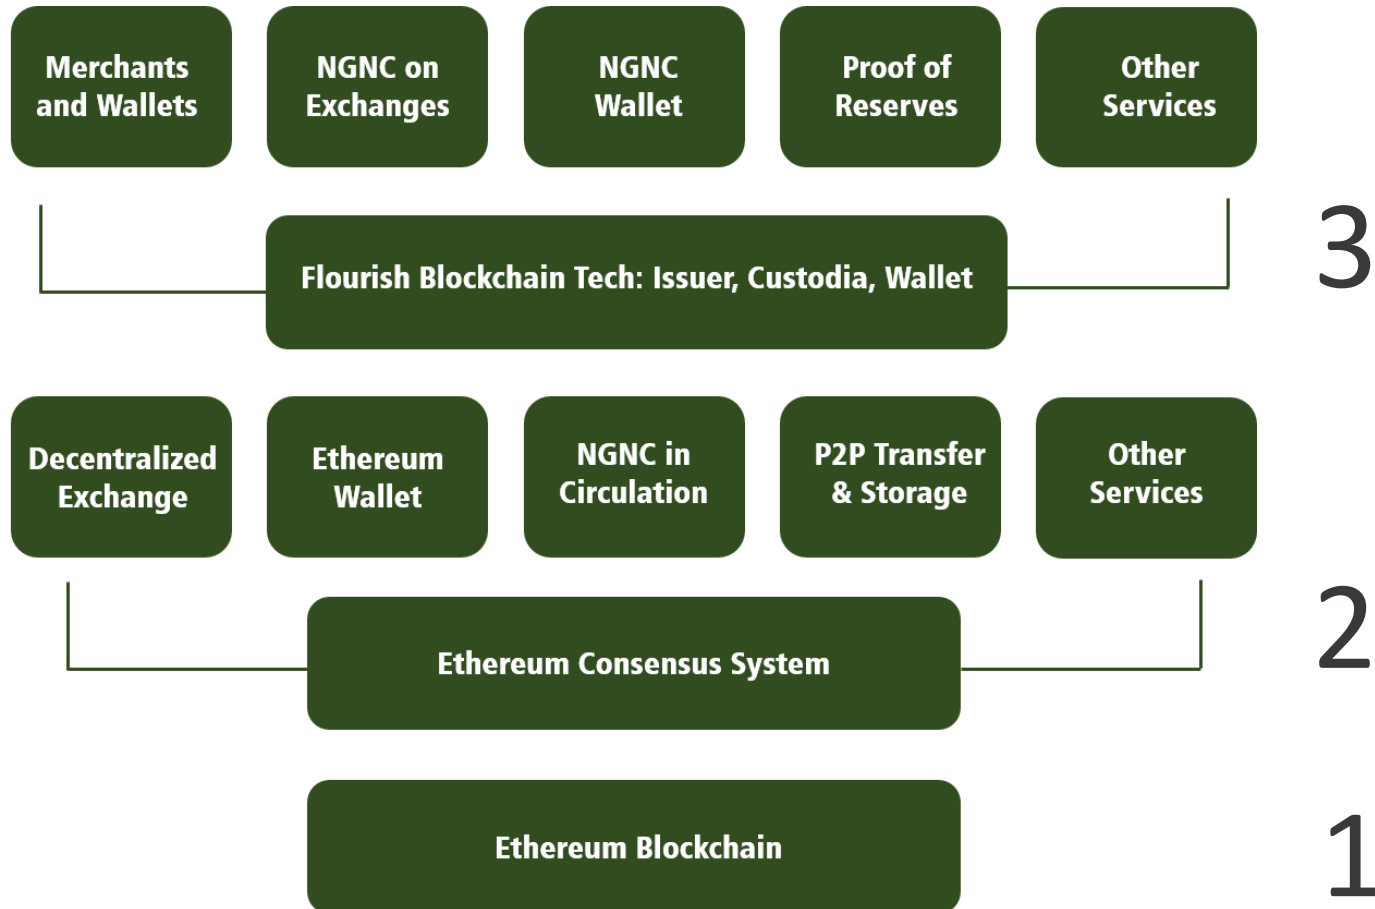 Merchants
and Wallets
NGNC on
Exchanges
NGNC
Wallet
Proof of
Reserves
Other
Services
Flourish Blockchain Tech: Issuer, Custodia, Wallet
3
Decentralized
Exchange
Ethereum
Wallet
NGNC in
Circulation
P2P Transfer
& Storage
Other
Services
Ethereum Consensus System
2
Ethereum Blockchain
1